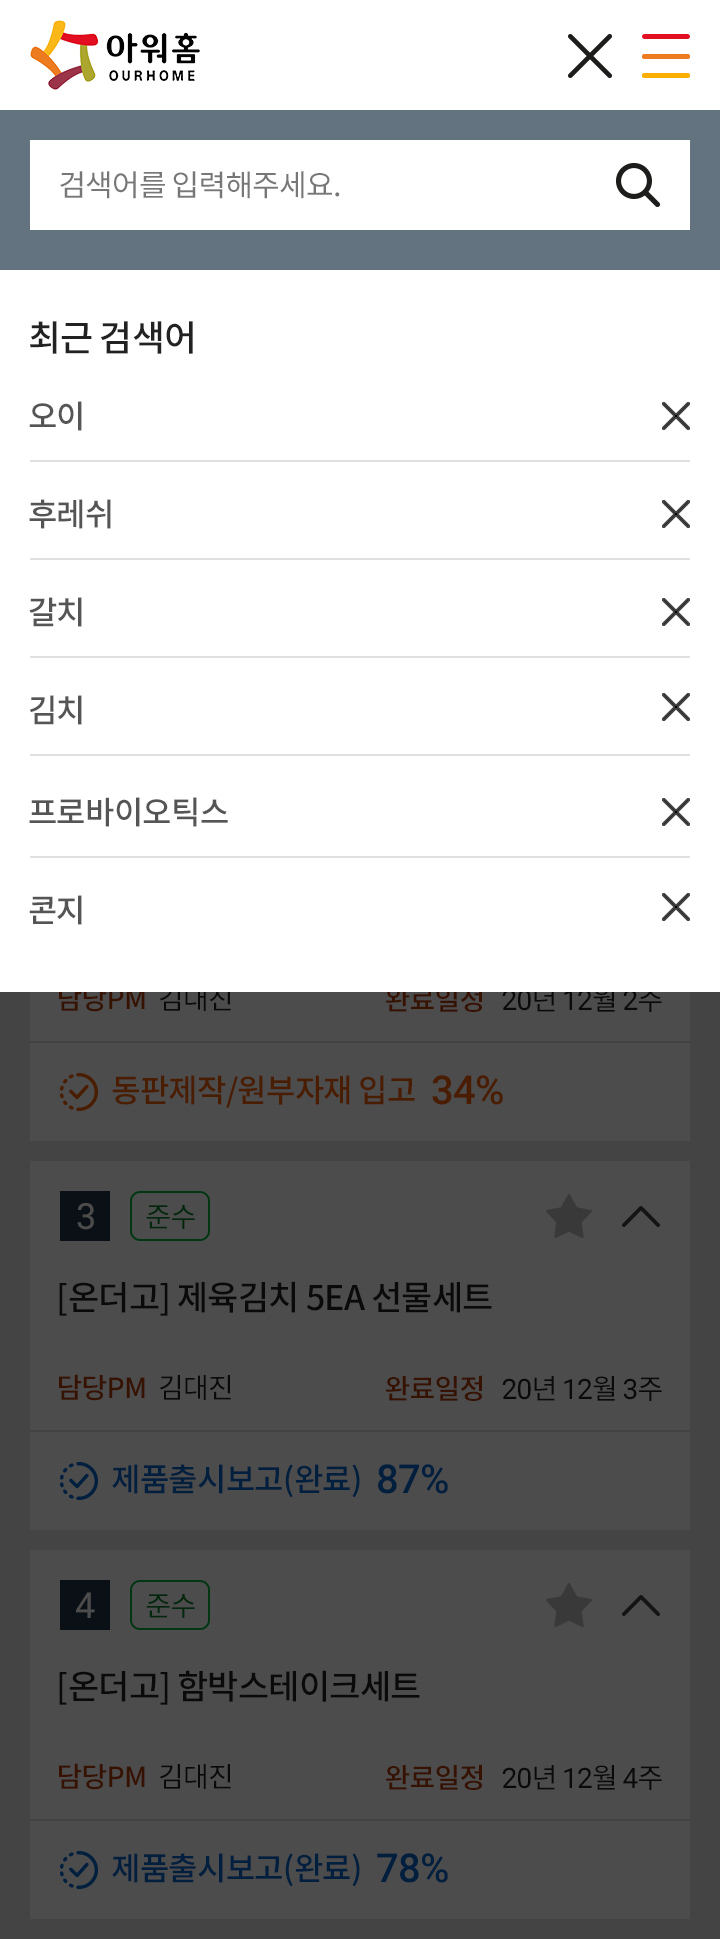 아워홈
OURHOME
검색어를 입력해주세요.
최근 검색어
오이
후레쉬
갈치
김치
프로바이오틱스
콘지
담당PM 김대진 완료일정 20년 12월 2주
동판제작/원부자재 입고 34%
3 준수
[온더고] 제육김치 5EA 선물세트
담당PM 김대진 완료일정 20년 12월 3주
제품출시보고(완료) 87%
4 준수
[온더고] 함박스테이크세트
담당PM 김대진 완료일정 20년 12월 4주
제품출시보고(완료) 78%